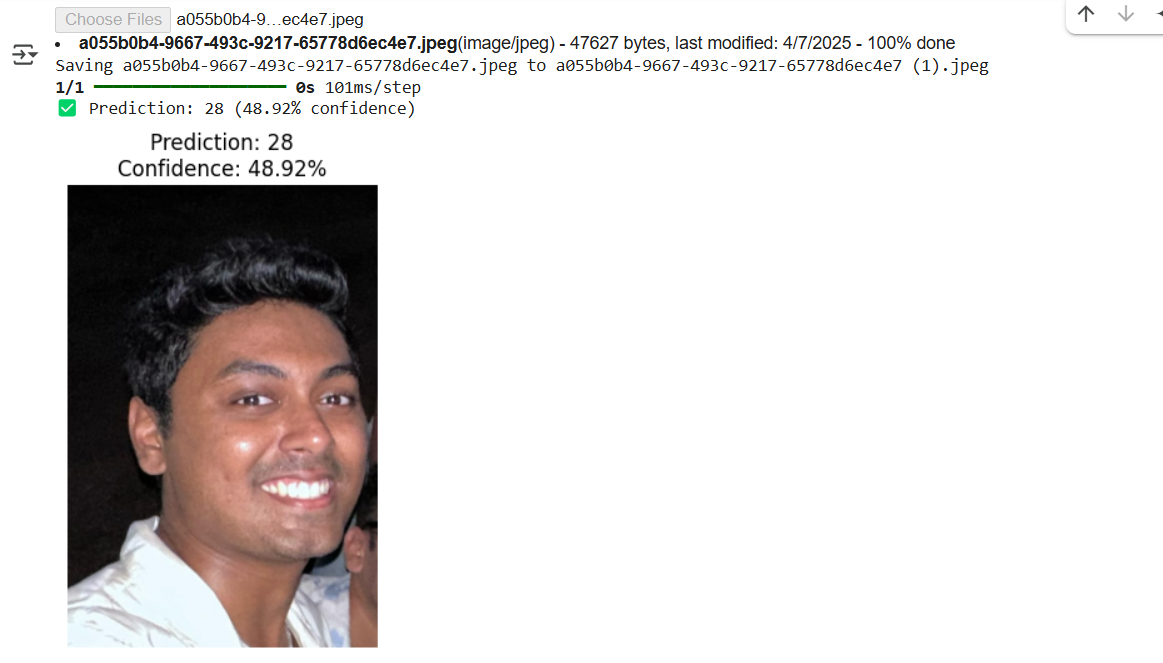 Choose Files a055b0b4-9…ec4e7.jpeg
• a055b0b4-9667-493c-9217-65778d6ec4e7.jpeg(image/jpeg) - 47627 bytes, last modified: 4/7/2025 - 100% done
Saving a055b0b4-9667-493c-9217-65778d6ec4e7.jpeg to a055b0b4-9667-493c-9217-65778d6ec4e7 (1).jpeg
1/1 ━━━━━━━━━━━━━━━━━━━━ 0s 101ms/step
✅ Prediction: 28 (48.92% confidence)
Prediction: 28
Confidence: 48.92%